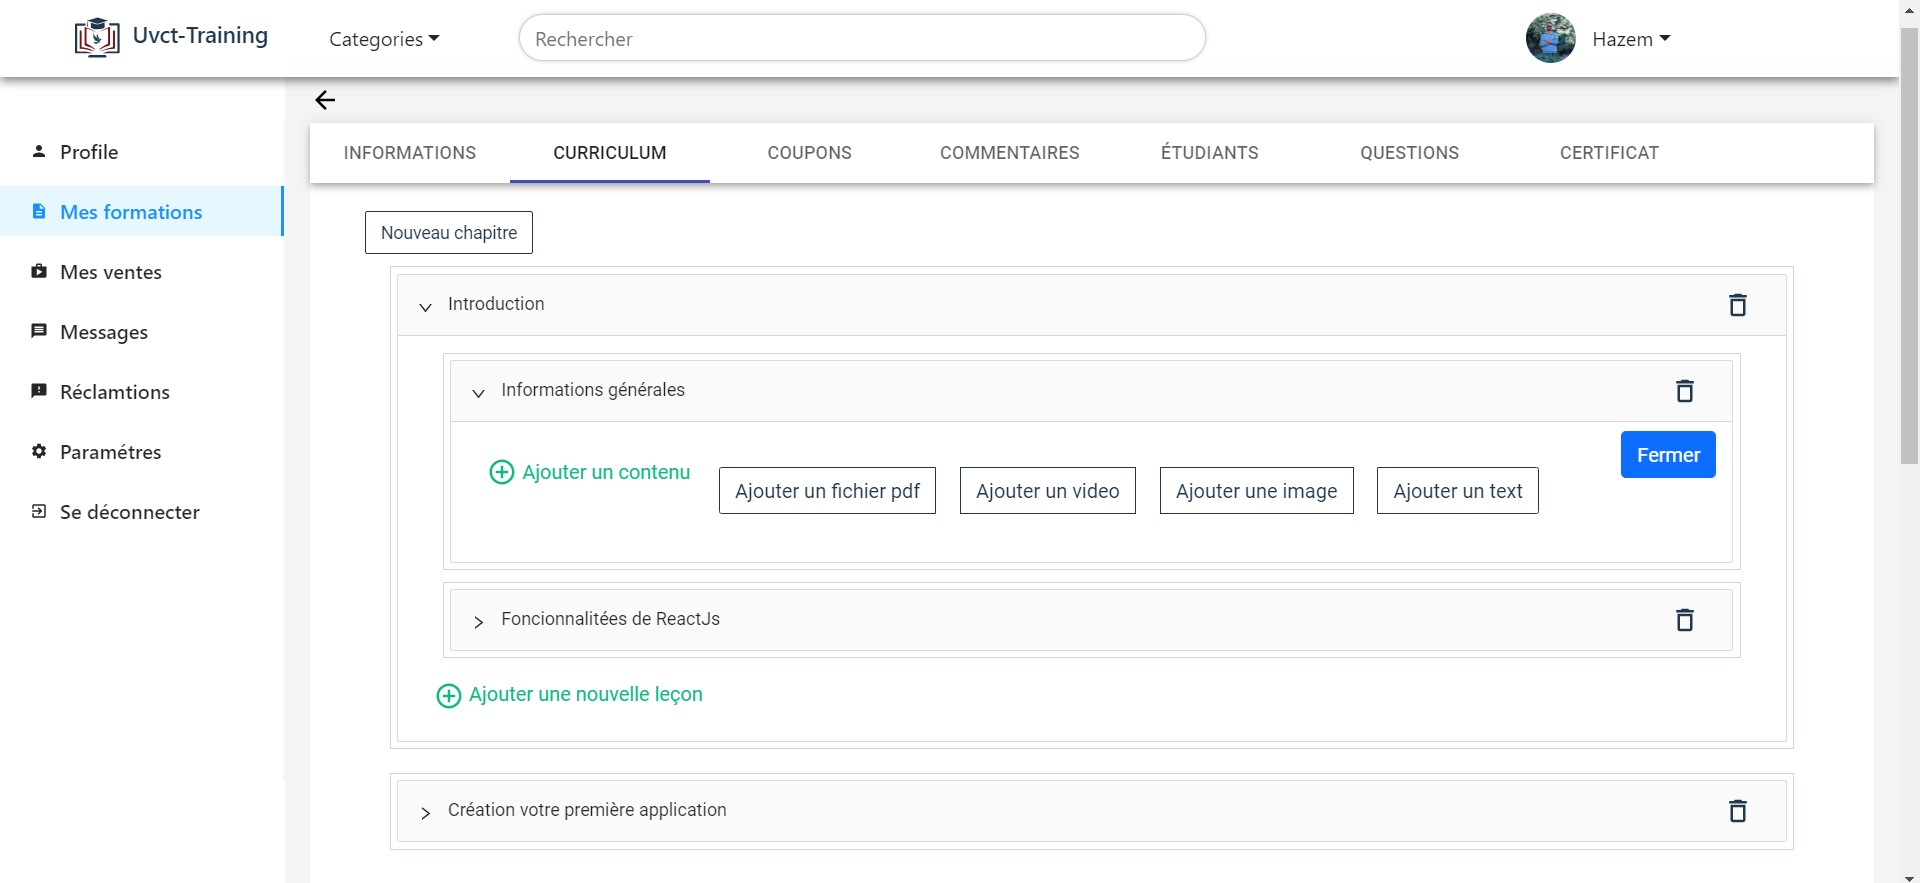 Uvct-Training
Categories
Rechercher
Hazem
Profile
Mes formations
Mes ventes
Messages
Réclamtions
Paramétres
Se déconnecter
INFORMATIONS
CURRICULUM
COUPONS
COMMENTAIRES
ÉTUDIANTS
QUESTIONS
CERTIFICAT
Nouveau chapitre
Introduction
Informations générales
Fermer
Ajouter un contenu
Ajouter un fichier pdf
Ajouter un video
Ajouter une image
Ajouter un text
Foncionnalitées de ReactJs
Ajouter une nouvelle leçon
Création votre première application